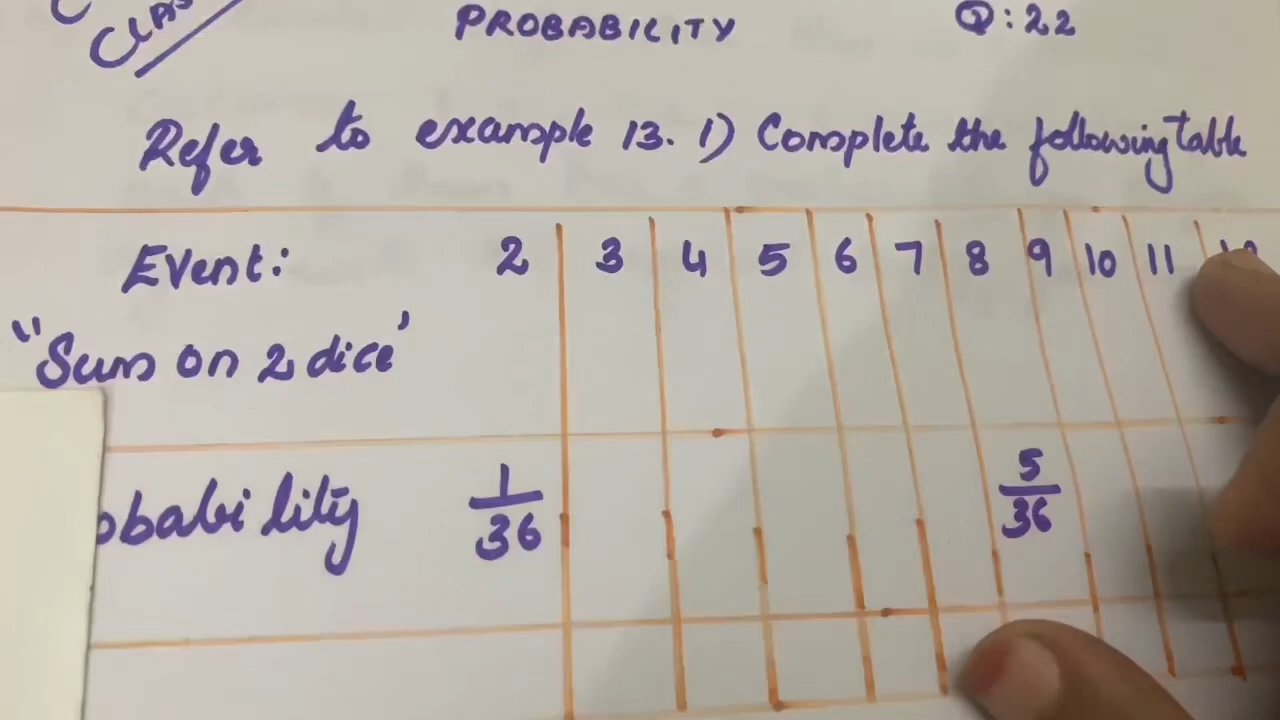 CLAS
PROBABILITY
Q:22
Refer to example 13. 1) Complete the following table
Event: 2 3 4 5 6 7 8 9 10 11
"Sum on 2 dice'
obability 1/36 5/36